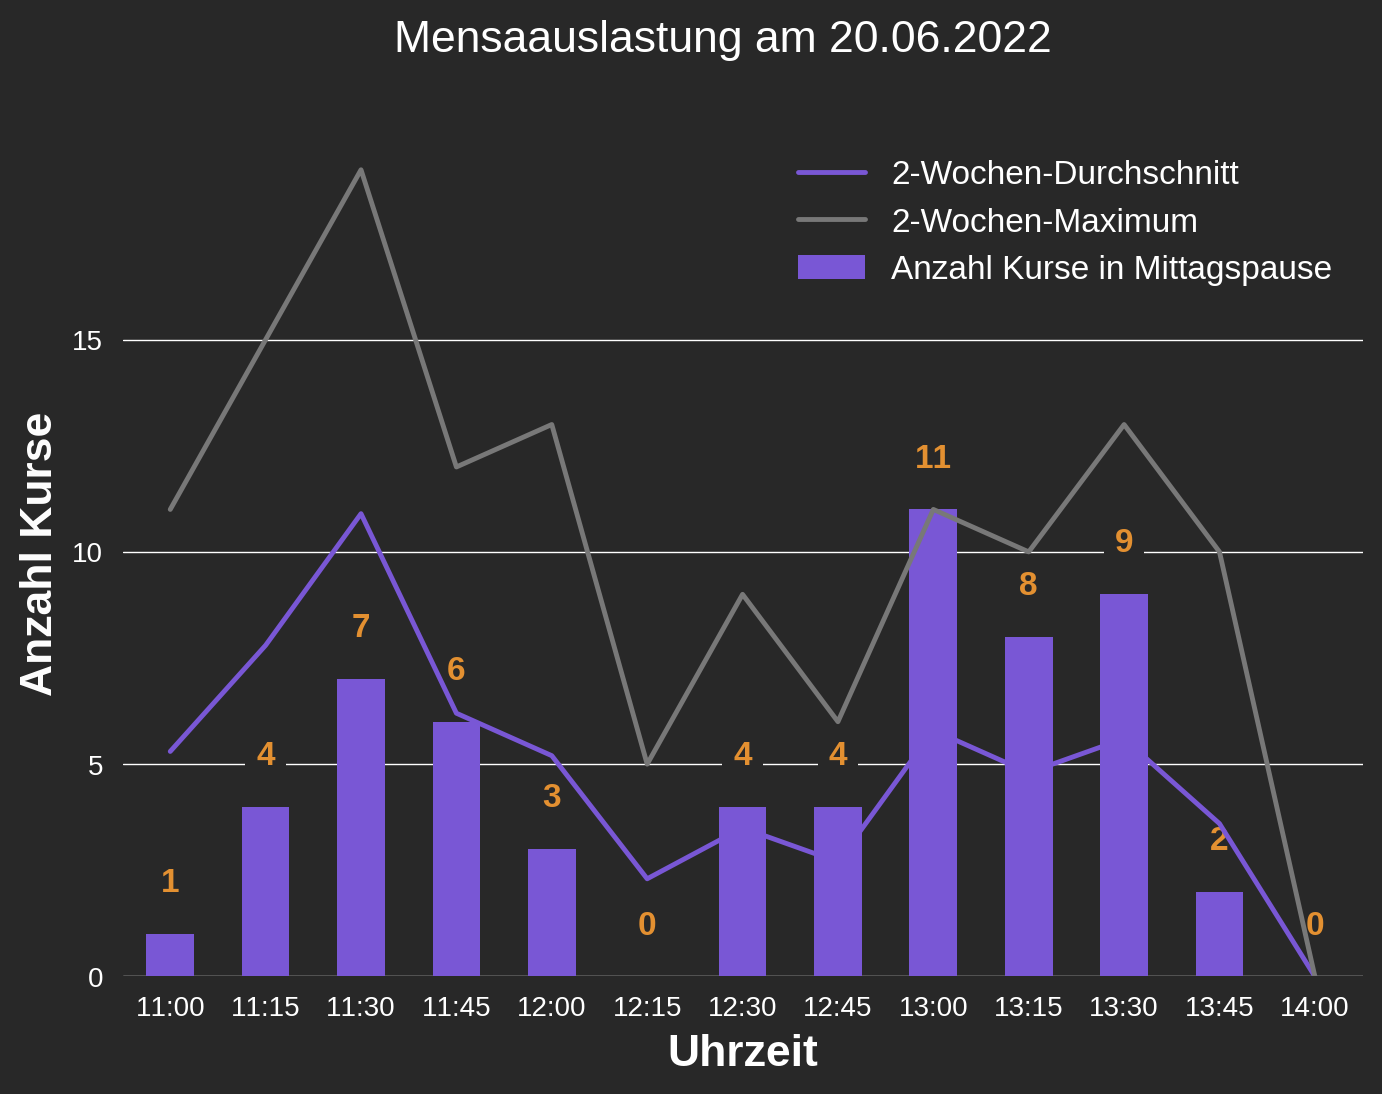 Mensaauslastung am 20.06.2022
2-Wochen-Durchschnitt
2-Wochen-Maximum
Anzahl Kurse in Mittagspause
Anzahl Kurse
15
10
5
0
1
4
7
6
3
0
4
4
11
8
9
2
0
11:00 11:15 11:30 11:45 12:00 12:15 12:30 12:45 13:00 13:15 13:30 13:45 14:00
Uhrzeit